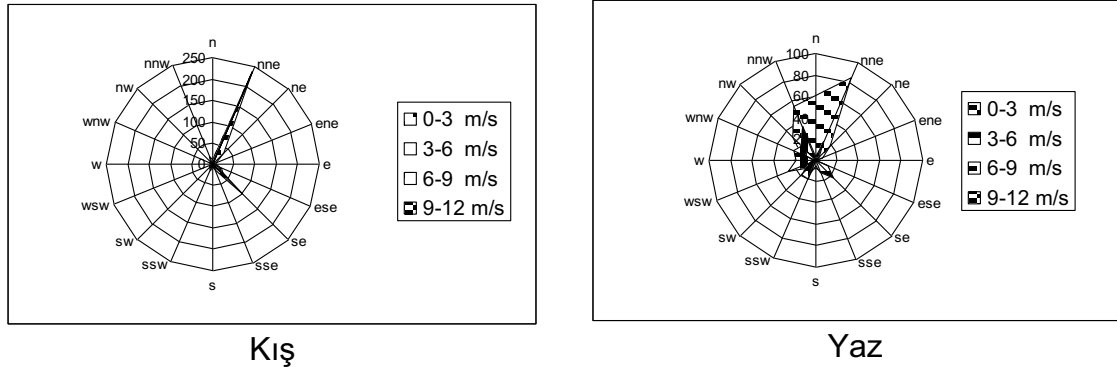 n
nne
ne
ene
e
ese
se
sse
s
ssw
sw
wsw
w
wnw
nw
nnw
250
200
150
100
50
0
0-3 m/s
3-6 m/s
6-9 m/s
9-12 m/s
Kış
n
nne
ne
ene
e
ese
se
sse
s
ssw
sw
wsw
w
wnw
nw
nnw
100
80
60
0-3 m/s
3-6 m/s
6-9 m/s
9-12 m/s
Yaz